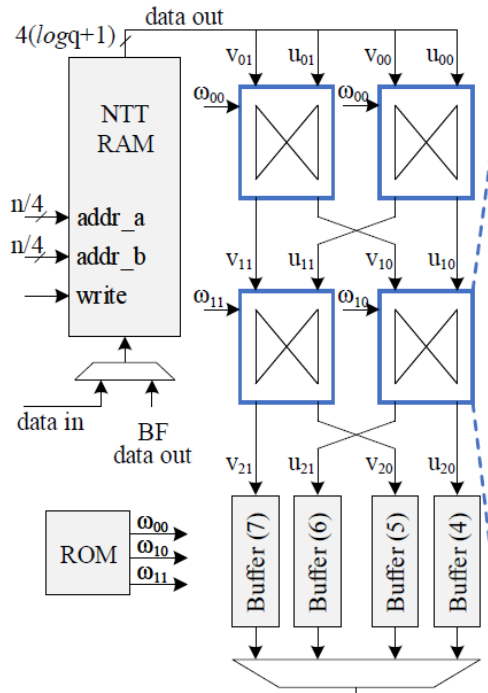 data out
4(logq+1)
v01 u01 v00 u00
ω00 ω00
NTT
RAM
n/4 addr_a
n/4 addr_b
write
v11 u11 v10 u10
ω11 ω10
data in
BF
data out
v21 u21 v20 u20
ROM
ω00
ω10
ω11
Buffer (7)
Buffer (6)
Buffer (5)
Buffer (4)